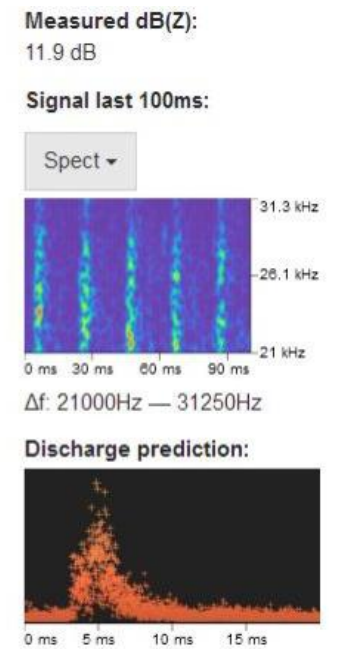 Measured dB(Z):
11.9 dB
Signal last 100ms:
Spect
31.3 kHz
26.1 kHz
21 kHz
0 ms 30 ms 60 ms 90 ms
Δf: 21000Hz — 31250Hz
Discharge prediction:
0 ms 5 ms 10 ms 15 ms